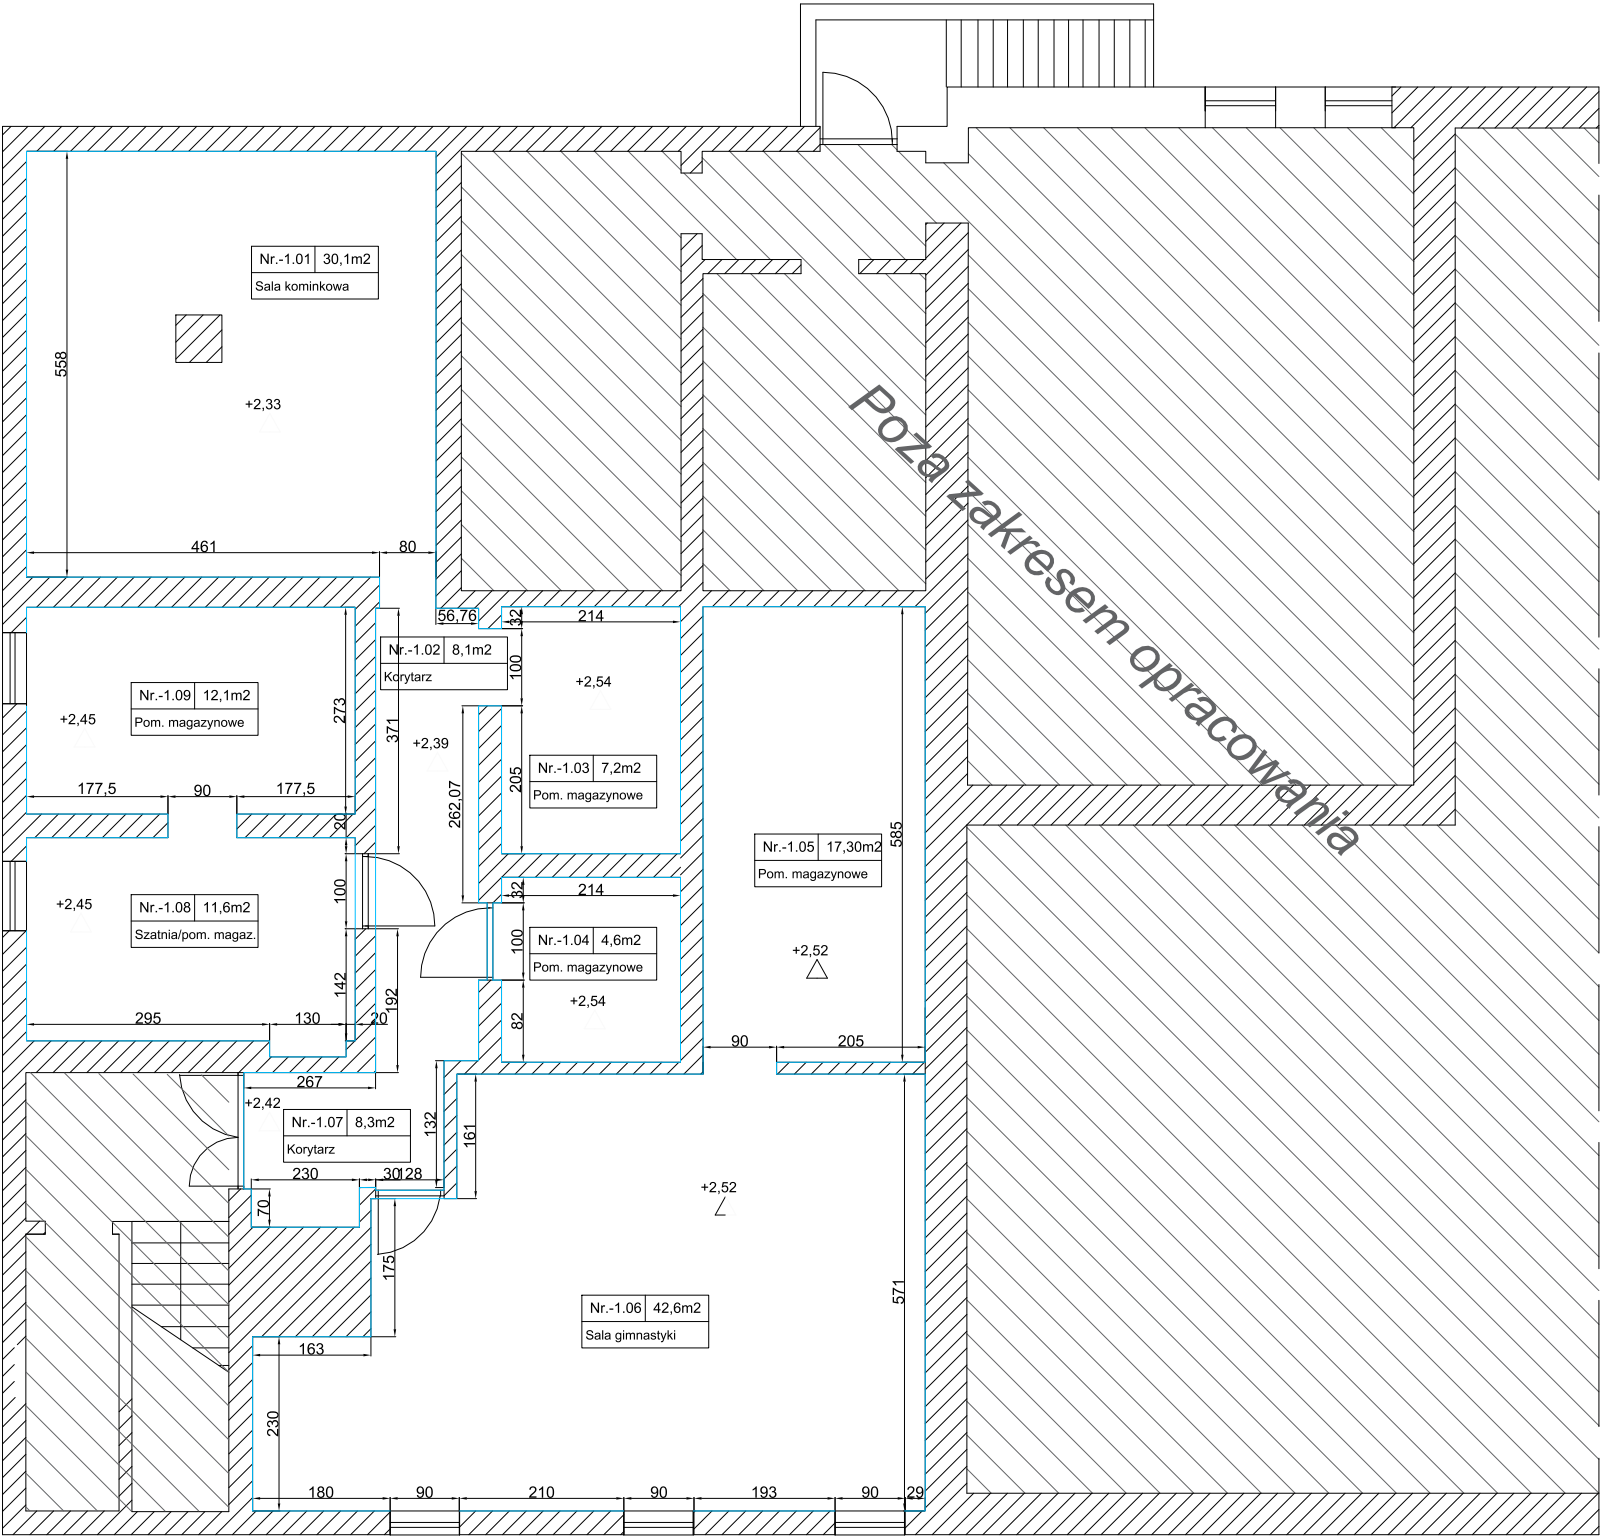 Nr.-1.01 30,1m2
Sala kominkowa
558
+2,33
Poza zakresem opracowania
461 80
56,76 32 214
Nr.-1.02 8,1m2
Korytarz
100
+2,54
Nr.-1.09 12,1m2
Pom. magazynowe
+2,45
273
371
+2,39
262,07
205
Nr.-1.03 7,2m2
Pom. magazynowe
177,5 90 177,5
20
585
Nr.-1.05 17,30m2
Pom. magazynowe
+2,52
100
32 214
+2,45
Nr.-1.08 11,6m2
Szatnia/pom. magaz.
100
Nr.-1.04 4,6m2
Pom. magazynowe
+2,54
142
192
82
295 130 20
90 205
267
+2,42
Nr.-1.07 8,3m2
Korytarz
132
161
230 30 128
70
+2,52
175
571
Nr.-1.06 42,6m2
Sala gimnastyki
163
230
180 90 210 90 193 90 29